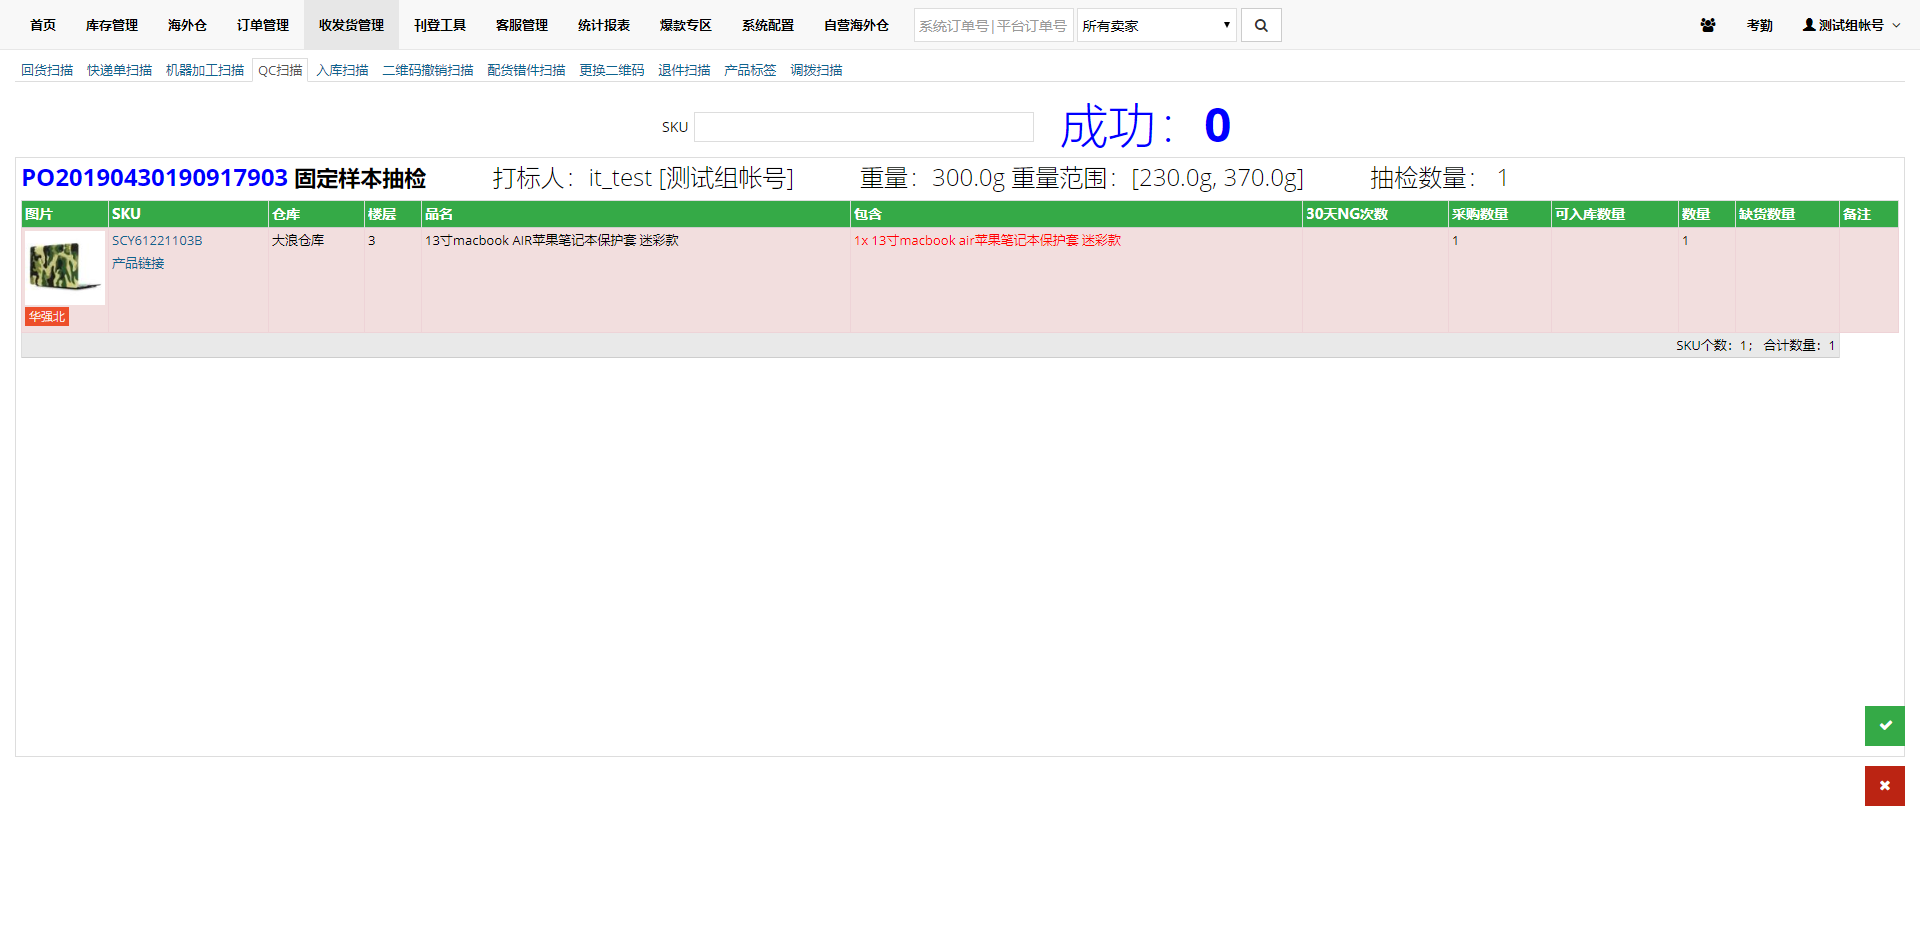 首页 库存管理 海外仓 订单管理 收发货管理 刊登工具 客服管理 统计报表 爆款专区 系统配置 自营海外仓 系统订单号|平台订单号 所有卖家 考勤 测试组帐号
回货扫描 快递单扫描 机器加工扫描 QC扫描 入库扫描 二维码撤销扫描 配货错件扫描 更换二维码 退件扫描 产品标签 调拨扫描
SKU 成功：0
PO20190430190917903 固定样本抽检 打标人：it_test [测试组帐号] 重量：300.0g 重量范围：[230.0g, 370.0g] 抽检数量：1
图片 SKU 仓库 楼层 品名 包含 30天NG次数 采购数量 可入库数量 数量 缺货数量 备注
SCY61221103B 大浪仓库 3 13寸macbook AIR苹果笔记本保护套 迷彩款 1x 13寸macbook air苹果笔记本保护套 迷彩款 1 1
产品链接
华强北
SKU个数：1； 合计数量：1